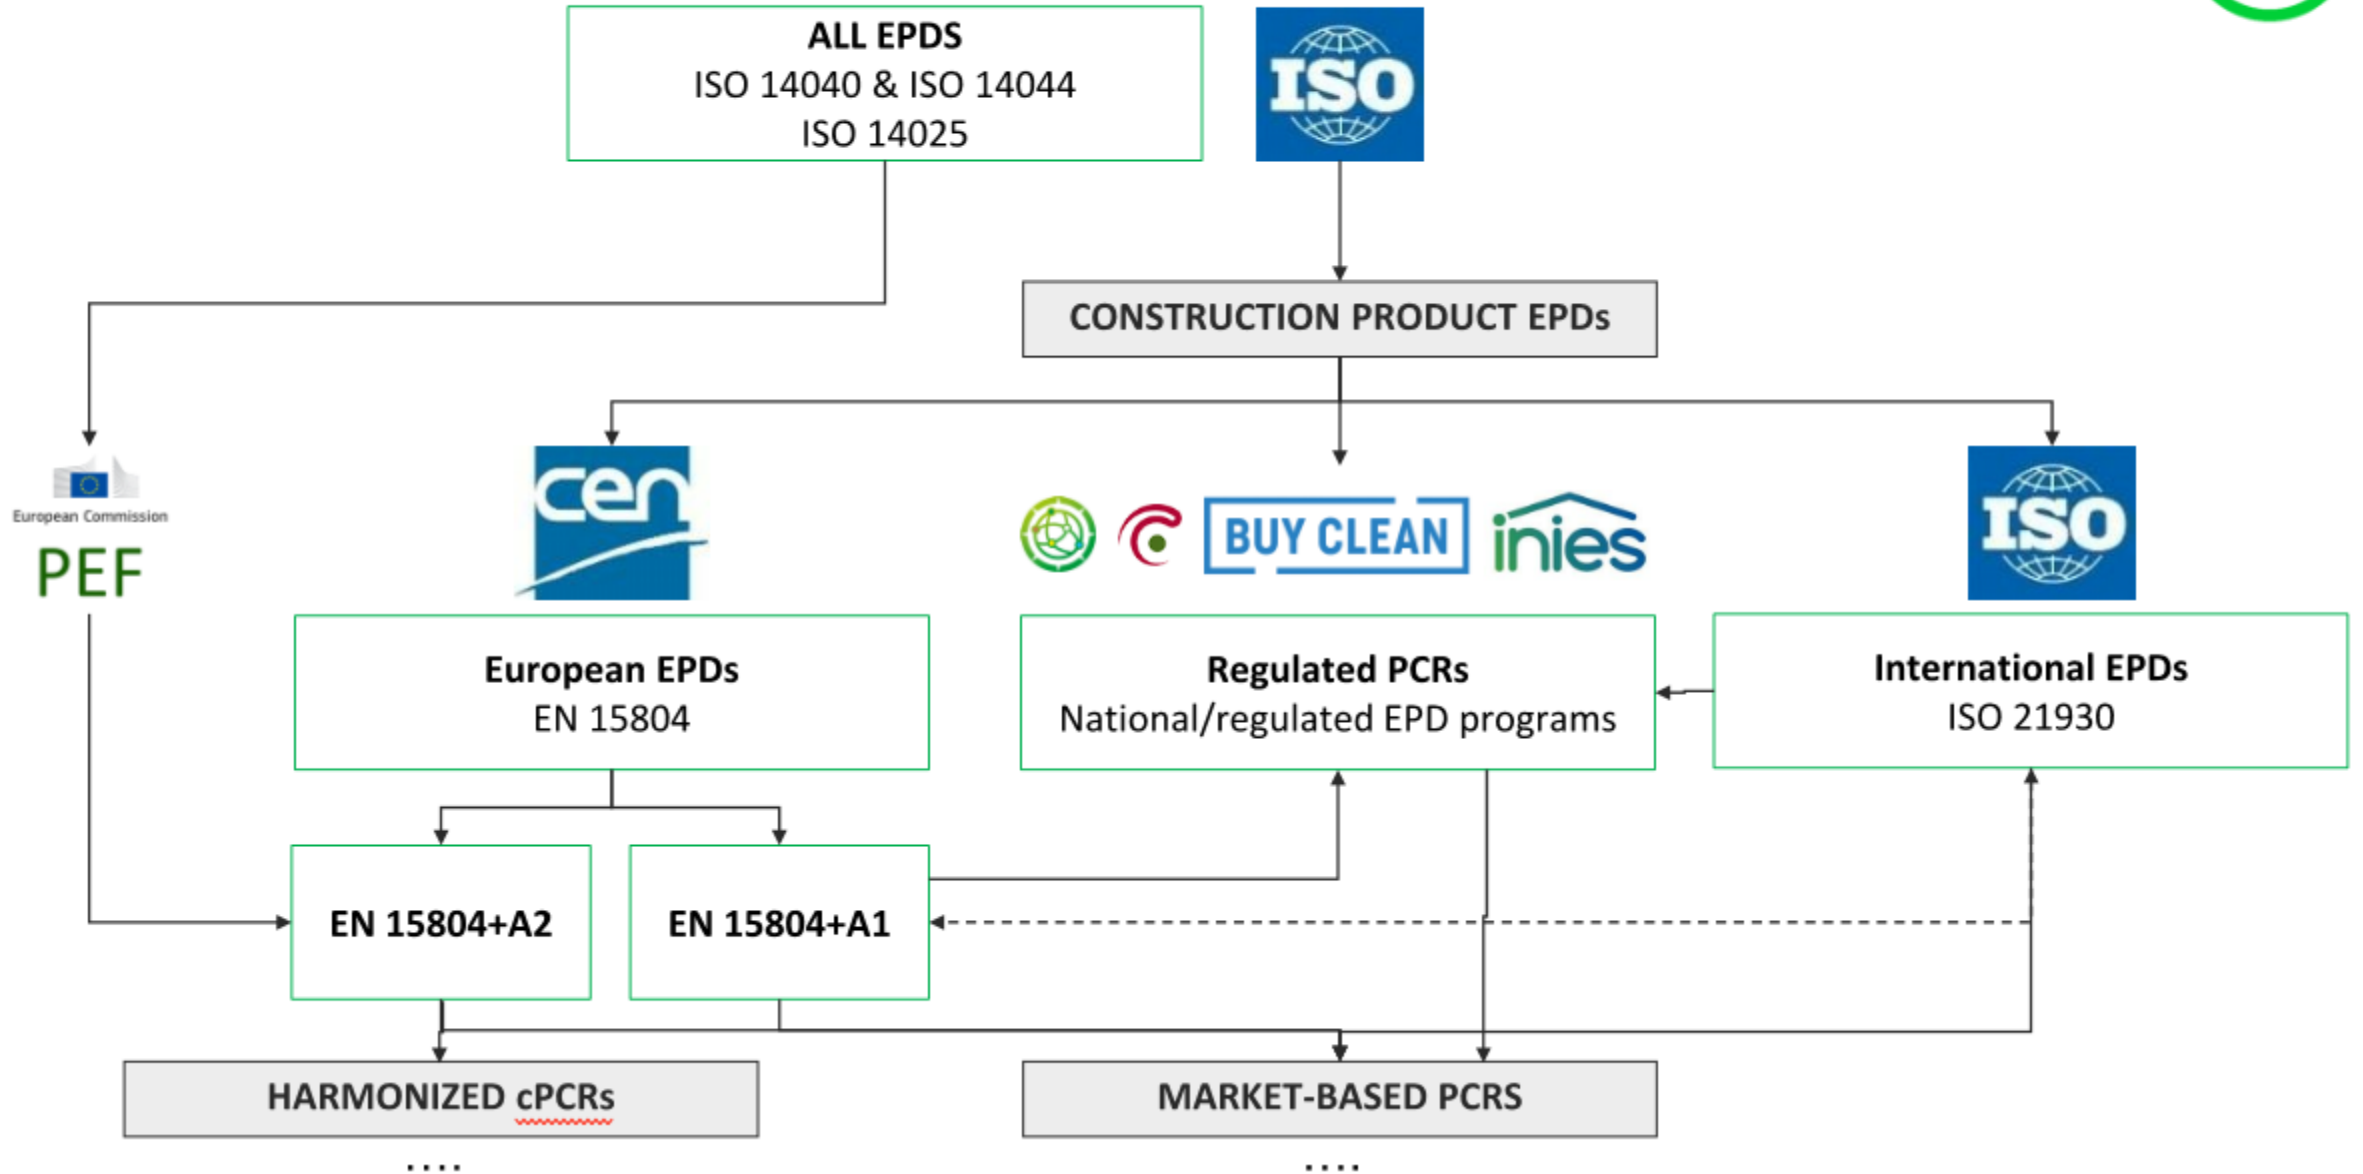 ALL EPDS
ISO 14040 & ISO 14044
ISO 14025
ISO
CONSTRUCTION PRODUCT EPDs
European Commission
PEF
cen
BUY CLEAN
inies
ISO
European EPDs
EN 15804
Regulated PCRs
National/regulated EPD programs
International EPDs
ISO 21930
EN 15804+A2
EN 15804+A1
HARMONIZED cPCRs
MARKET-BASED PCRS
....
....